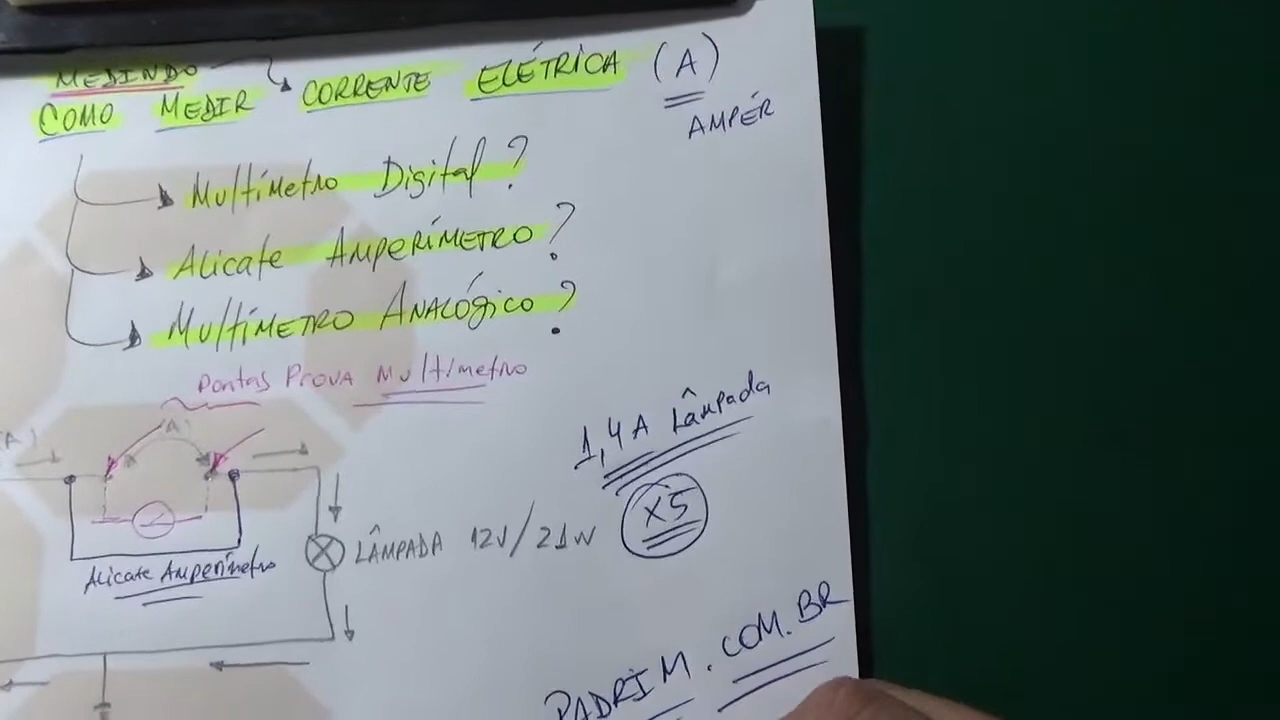 MEDINDO
COMO MEDIR CORRENTE ELÉTRICA (A)
AMPÉR
Multímetro Digital?
Alicate AMPERÍMETRO?
MultíMETRO ANALÓGICO?
Pontas PROVA Multímetro
(A)
A)
1,4A Lâmpada
X5
LÂMPADA 12V/21W
Alicate Amperímetro
PADRIM.COM.BR